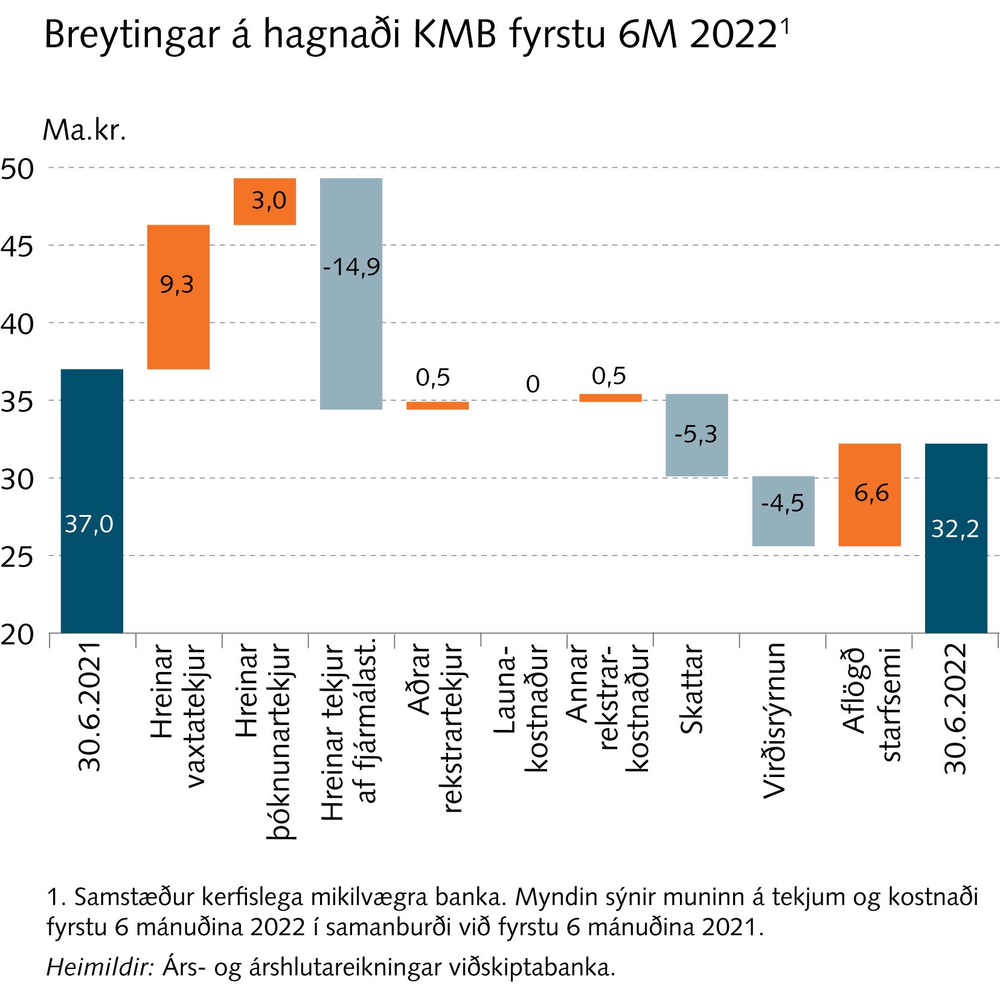 Breytingar á hagnaði KMB fyrstu 6M 2022¹
Ma.kr.
50
45
40
35
30
25
20
37,0
9,3
3,0
-14,9
0,5
0
0,5
-5,3
-4,5
6,6
32,2
30.6.2021
Hreinar
vaxtatekjur
Hreinar
þóknunartekjur
Hreinar tekjur
af fjármálast.
Aðrar
rekstrartekjur
Launa-
kostnaður
Annar
rekstrar-
kostnaður
Skattar
Virðisrýrnun
Aflögð
starfsemi
30.6.2022
1. Samstæður kerfislega mikilvægra banka. Myndin sýnir muninn á tekjum og kostnaði
fyrstu 6 mánuðina 2022 í samanburði við fyrstu 6 mánuðina 2021.
Heimildir: Árs- og árshlutareikningar viðskiptabanka.